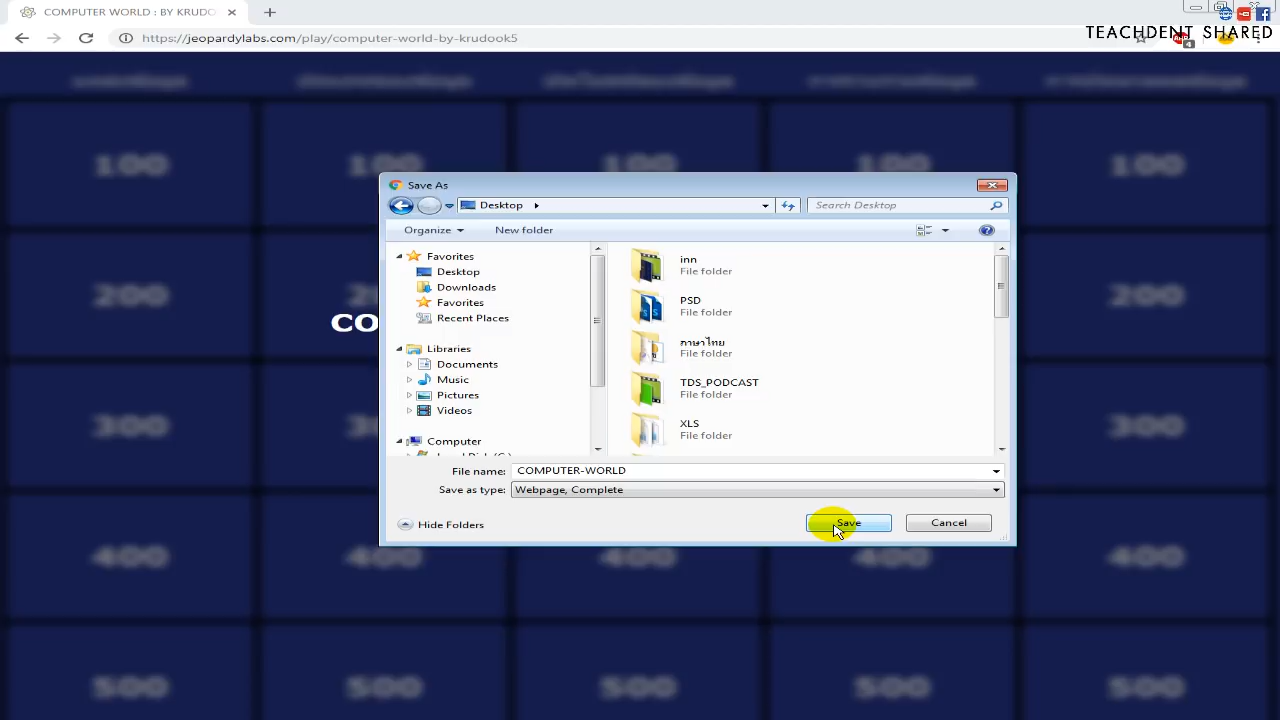 COMPUTER WORLD : BY KRUDO
https://jeopardylabs.com/play/computer-world-by-krudook5
TEACHDENT SHARED
4
100 100 100 100 100
Save As
Desktop
Search Desktop
Organize
New folder
Favorites
Desktop
Downloads
Favorites
Recent Places
Libraries
Documents
Music
Pictures
Videos
Computer
inn
File folder
PSD
File folder
ภาษาไทย
File folder
TDS_PODCAST
File folder
XLS
File folder
200 200
CO
300
File name: COMPUTER-WORLD
Save as type: Webpage, Complete
Hide Folders
Save
Cancel
400 400 400 400 400
500 500 500 500 500